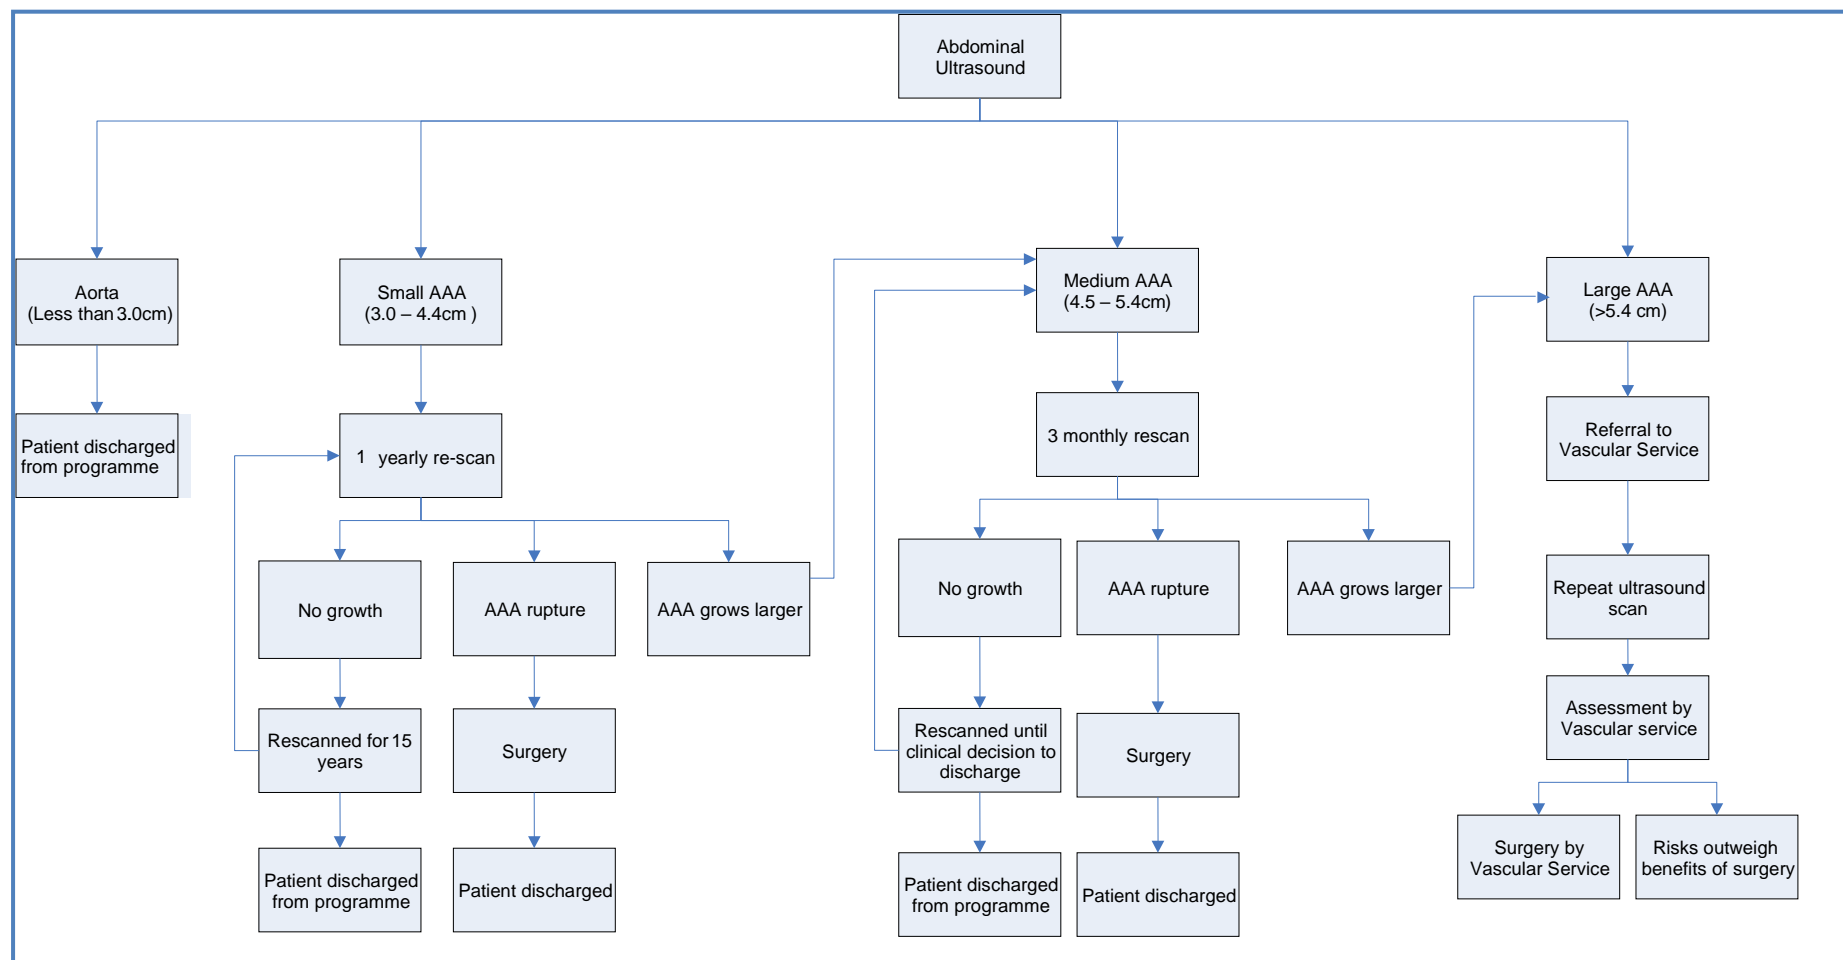 Abdominal
Ultrasound
Aorta
(Less than 3.0cm)
Small AAA
(3.0 – 4.4cm )
Medium AAA
(4.5 – 5.4cm)
Large AAA
(>5.4 cm)
Patient discharged
from programme
1 yearly re-scan
3 monthly rescan
Referral to
Vascular Service
No growth
AAA rupture
AAA grows larger
No growth
AAA rupture
AAA grows larger
Repeat ultrasound
scan
Rescanned for 15
years
Surgery
Rescanned until
clinical decision to
discharge
Surgery
Assessment by
Vascular service
Patient discharged
from programme
Patient discharged
Patient discharged
from programme
Patient discharged
Surgery by
Vascular Service
Risks outweigh
benefits of surgery